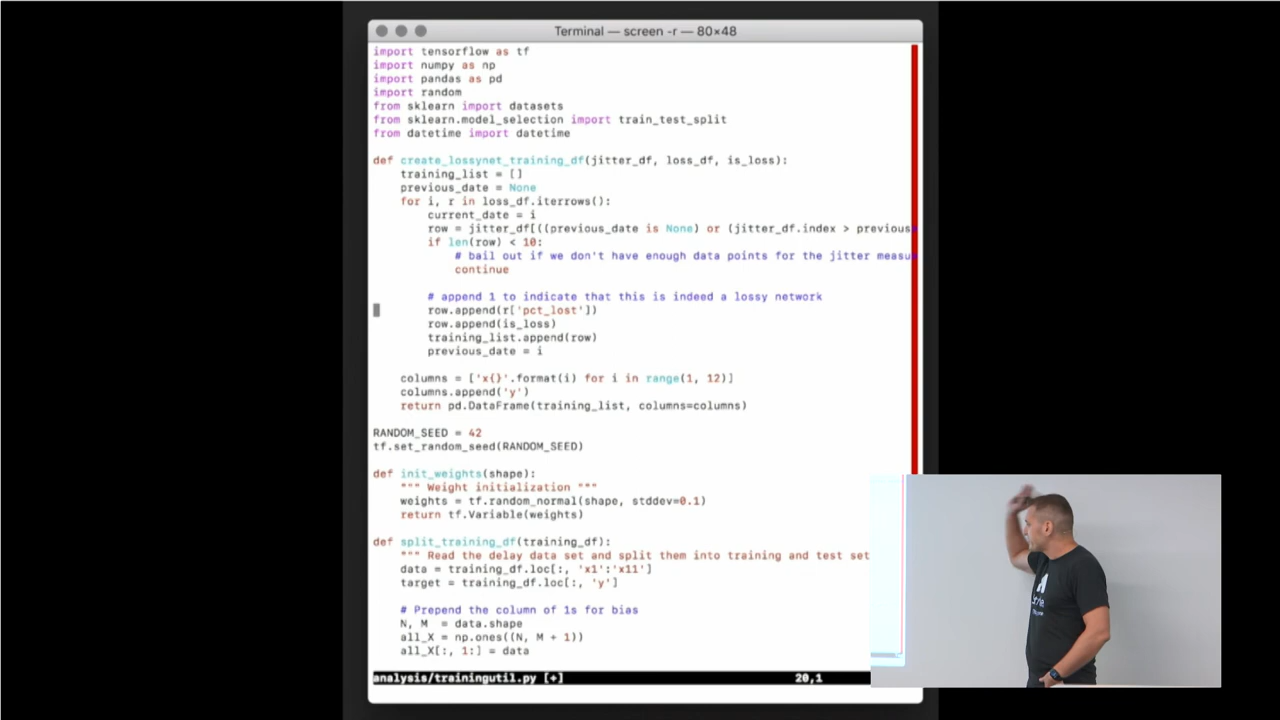 Terminal — screen -r — 80×48
import tensorflow as tf
import numpy as np
import pandas as pd
import random
from sklearn import datasets
from sklearn.model_selection import train_test_split
from datetime import datetime
def create_lossynet_training_df(jitter_df, loss_df, is_loss):
training_list = []
previous_date = None
for i, r in loss_df.iterrows():
current_date = i
row = jitter_df[((previous_date is None) or (jitter_df.index > previous
if len(row) < 10:
# bail out if we don't have enough data points for the jitter measu
continue
# append 1 to indicate that this is indeed a lossy network
row.append(r['pct_lost'])
row.append(is_loss)
training_list.append(row)
previous_date = i
columns = ['x{}'.format(i) for i in range(1, 12)]
columns.append('y')
return pd.DataFrame(training_list, columns=columns)
RANDOM_SEED = 42
tf.set_random_seed(RANDOM_SEED)
def init_weights(shape):
""" Weight initialization """
weights = tf.random_normal(shape, stddev=0.1)
return tf.Variable(weights)
def split_training_df(training_df):
""" Read the delay data set and split them into training and test set
data = training_df.loc[:, 'x1':'x11']
target = training_df.loc[:, 'y']
# Prepend the column of 1s for bias
N, M  = data.shape
all_X = np.ones((N, M + 1))
all_X[:, 1:] = data
analysis/trainingutil.py [+] 20,1